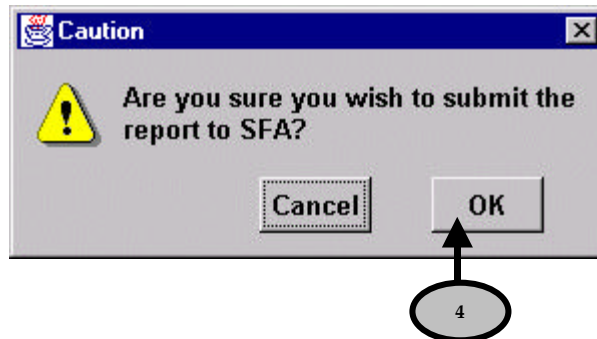 Caution
Are you sure you wish to submit the
report to SFA?
Cancel
OK
4